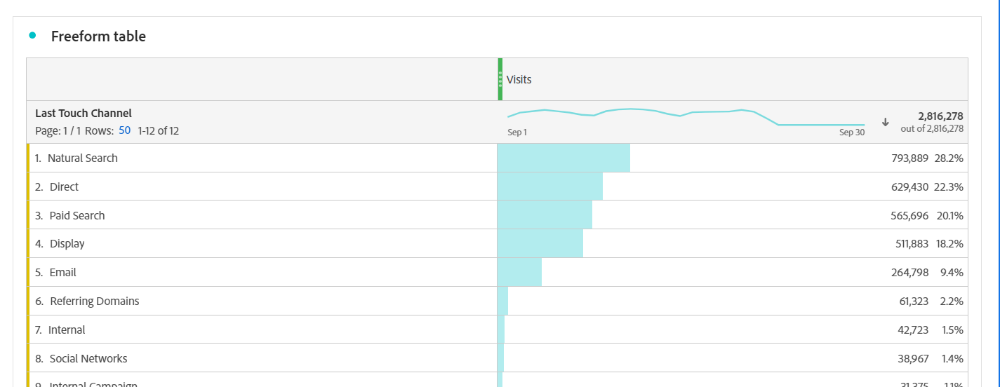 Freeform table
Visits
Last Touch Channel
Page: 1 / 1 Rows: 50 1-12 of 12
Sep 1
Sep 30
2,816,278
out of 2,816,278
1. Natural Search 793,889 28.2%
2. Direct 629,430 22.3%
3. Paid Search 565,696 20.1%
4. Display 511,883 18.2%
5. Email 264,798 9.4%
6. Referring Domains 61,323 2.2%
7. Internal 42,723 1.5%
8. Social Networks 38,967 1.4%
9. Internal Campaign 31,375 1.1%